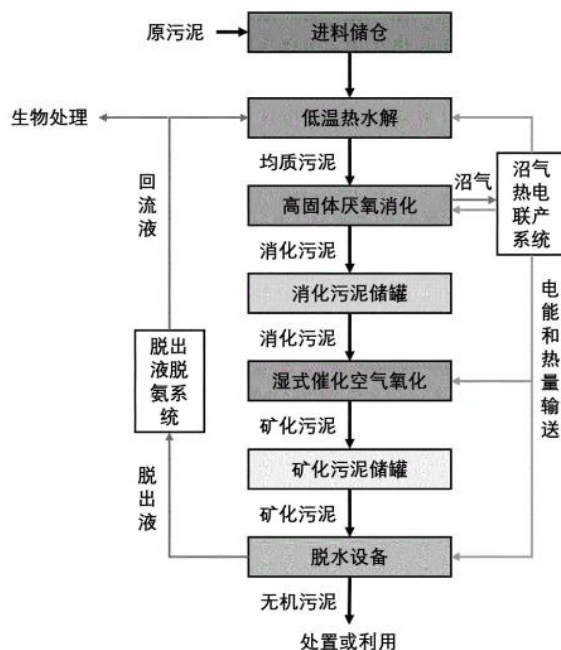 原污泥
进料储仓
生物处理
低温热水解
均质污泥
沼气
沼气
热电
联产
系统
回流液
高固体厌氧消化
消化污泥
消化污泥储罐
电能和热量输送
消化污泥
脱出
液脱
氨系
统
湿式催化空气氧化
矿化污泥
矿化污泥储罐
脱出液
矿化污泥
脱水设备
无机污泥
处置或利用